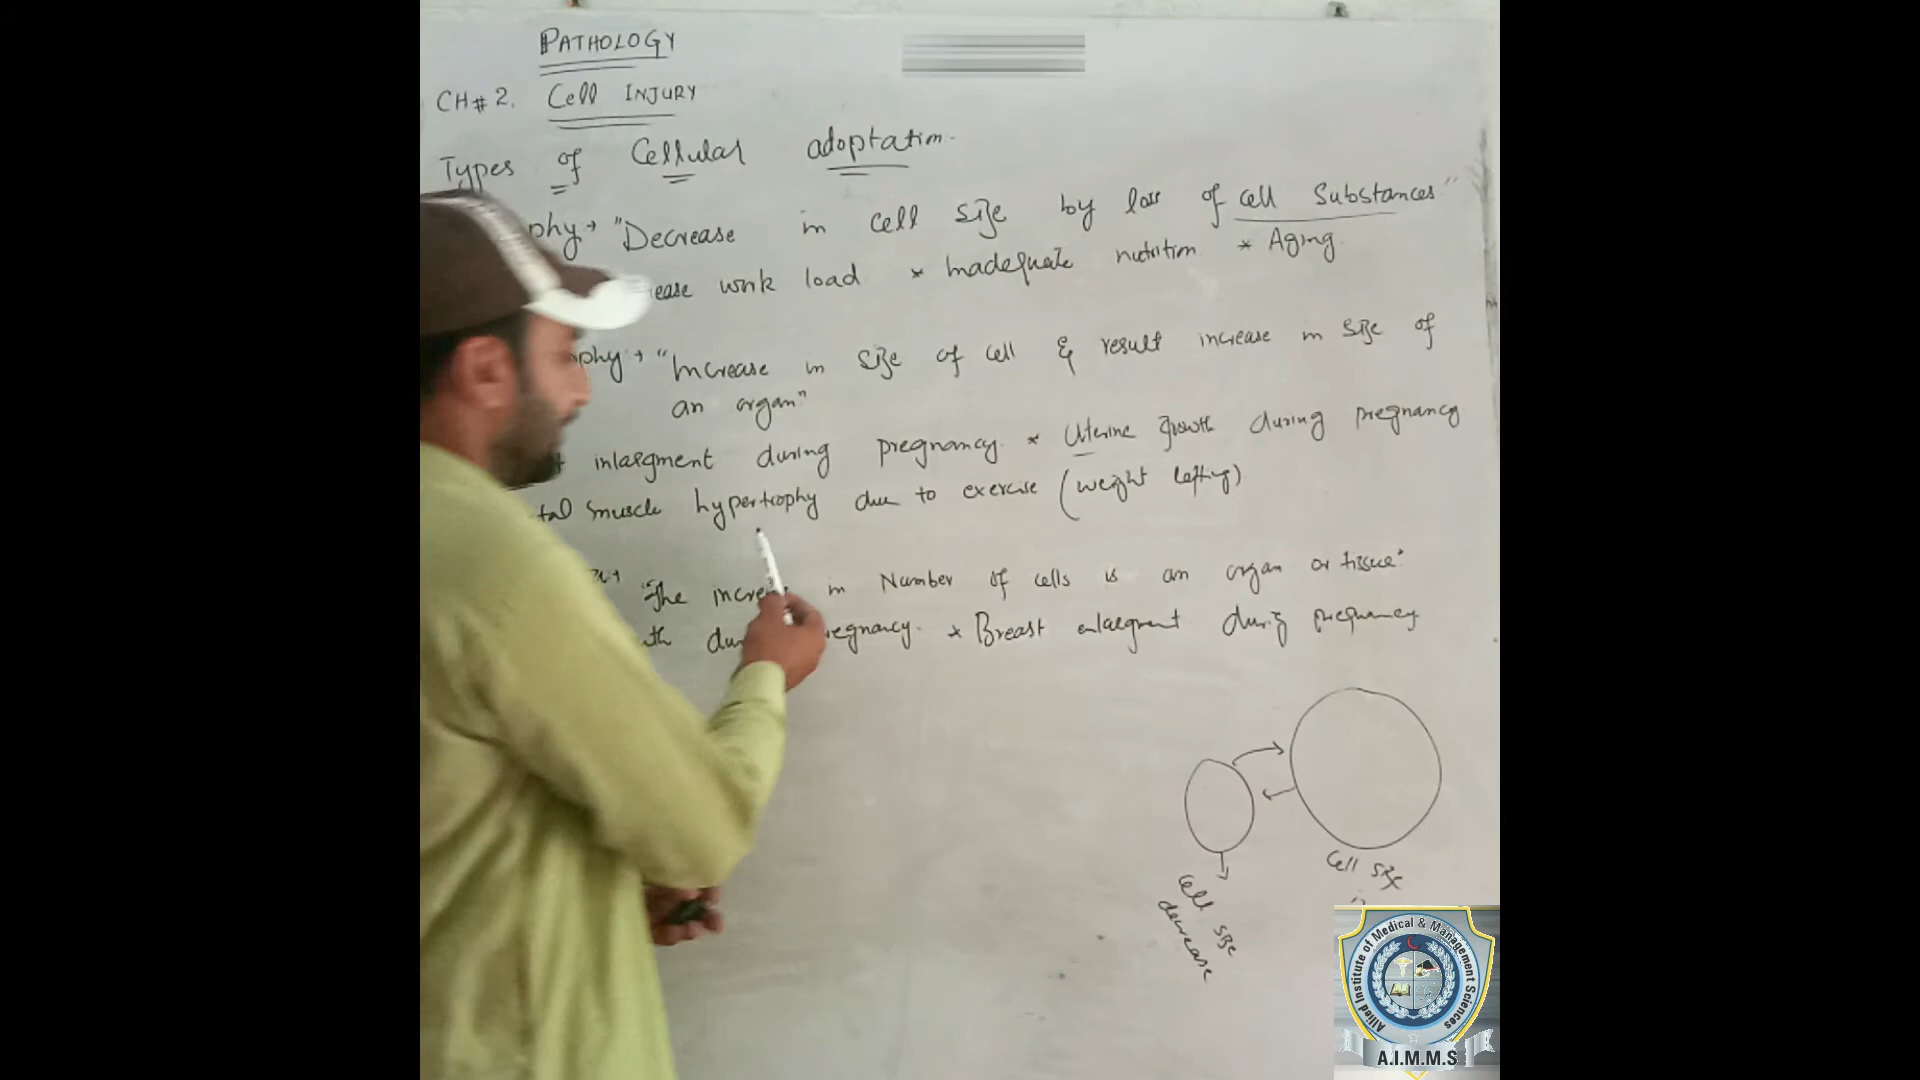 PATHOLOGY
CH#2. Cell INJURY
Types of Cellular adoptation.
phy → "Decrease in cell size by loss of cell Substances"
ease work load * Inadequate nutrition * Aging.
phy → "Increase in size of cell & result increase in size of
an organ"
inlargment during pregnancy. * Uterine growth during pregnancy
tal muscle hypertrophy due to exercise (weight lefting)
"The incre in Number of cells is an organ or tissue"
th du regnancy. * Breast enlargment during pregnancy
Cell size
Cell size
decrease
Allied Institute of Medical & Management Sciences
A.I.M.M.S